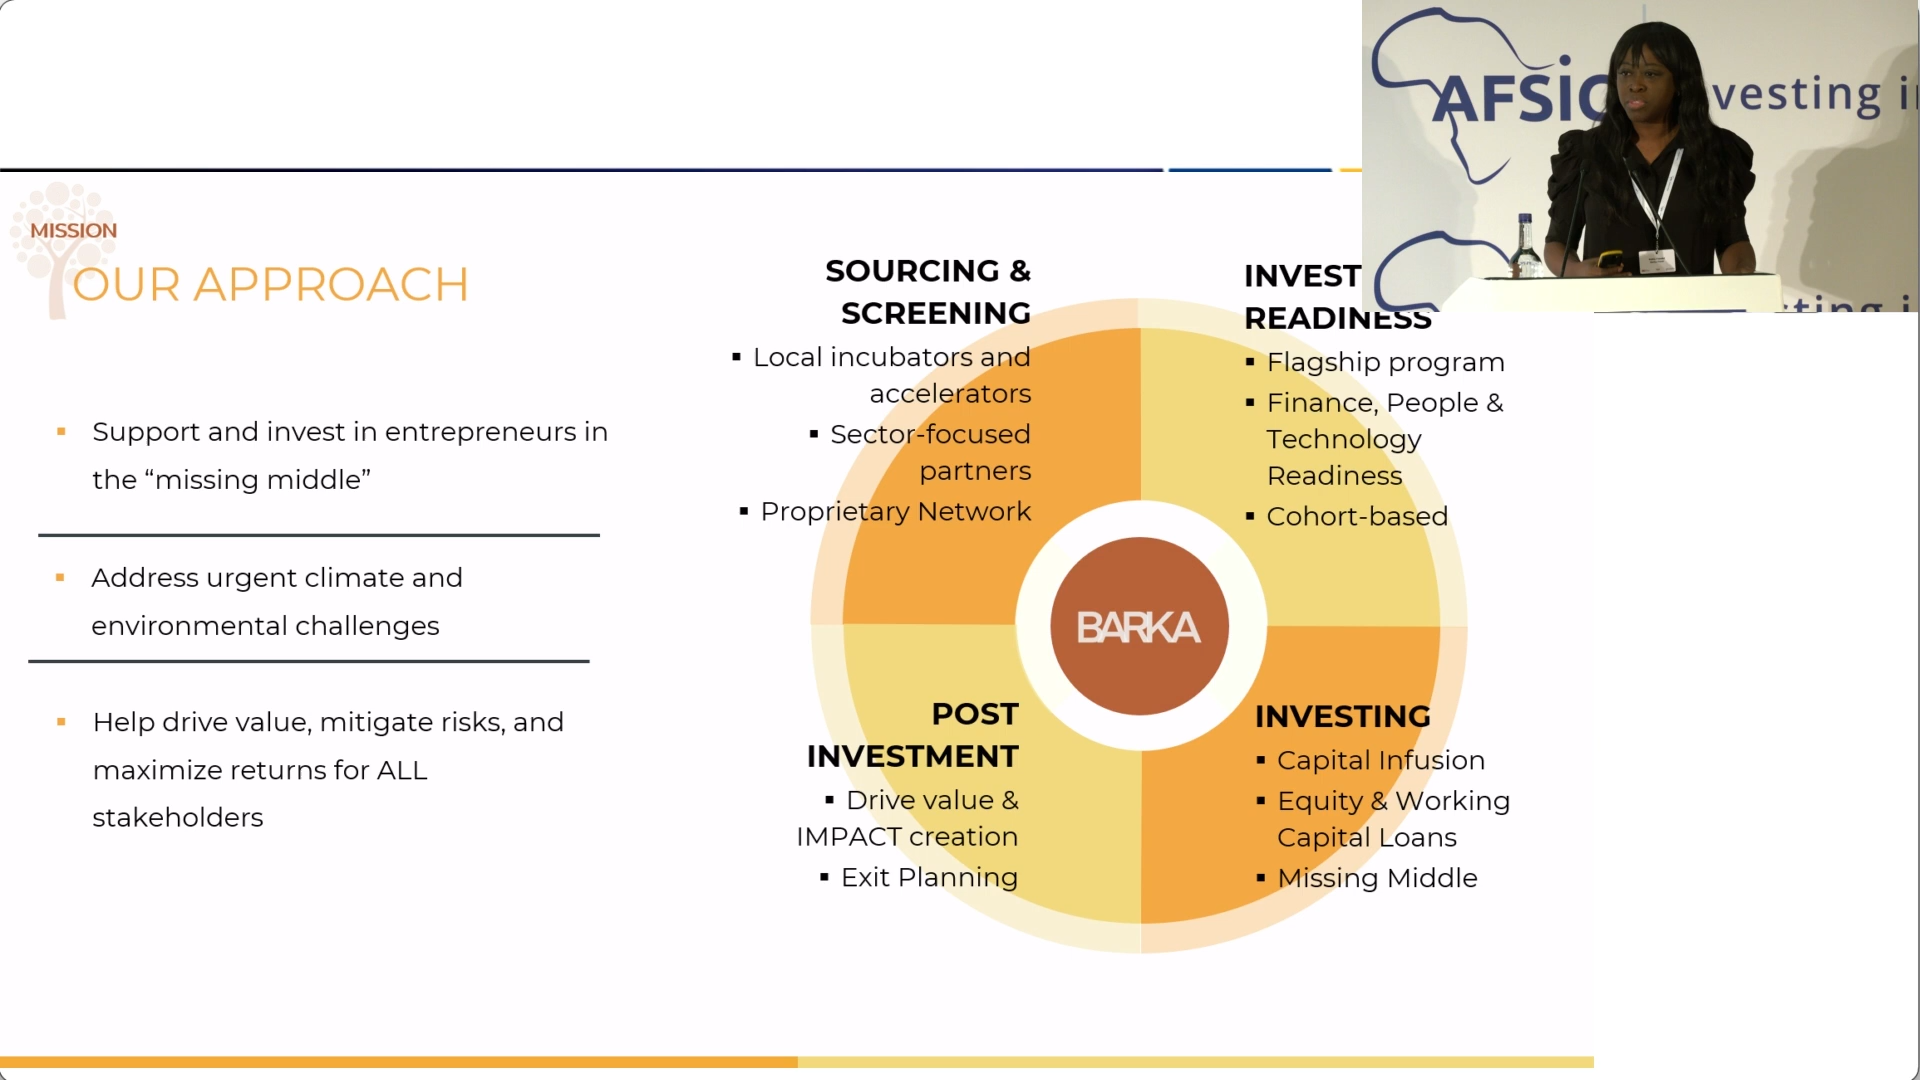 MISSION
OUR APPROACH
▪ Support and invest in entrepreneurs in
the “missing middle”
▪ Address urgent climate and
environmental challenges
▪ Help drive value, mitigate risks, and
maximize returns for ALL
stakeholders
SOURCING &
SCREENING
▪ Local incubators and
accelerators
▪ Sector-focused
partners
▪ Proprietary Network
INVEST
READINESS
▪ Flagship program
▪ Finance, People &
Technology
Readiness
▪ Cohort-based
BARKA
POST
INVESTMENT
▪ Drive value &
IMPACT creation
▪ Exit Planning
INVESTING
▪ Capital Infusion
▪ Equity & Working
Capital Loans
▪ Missing Middle
AFSIC vesting i
sting i